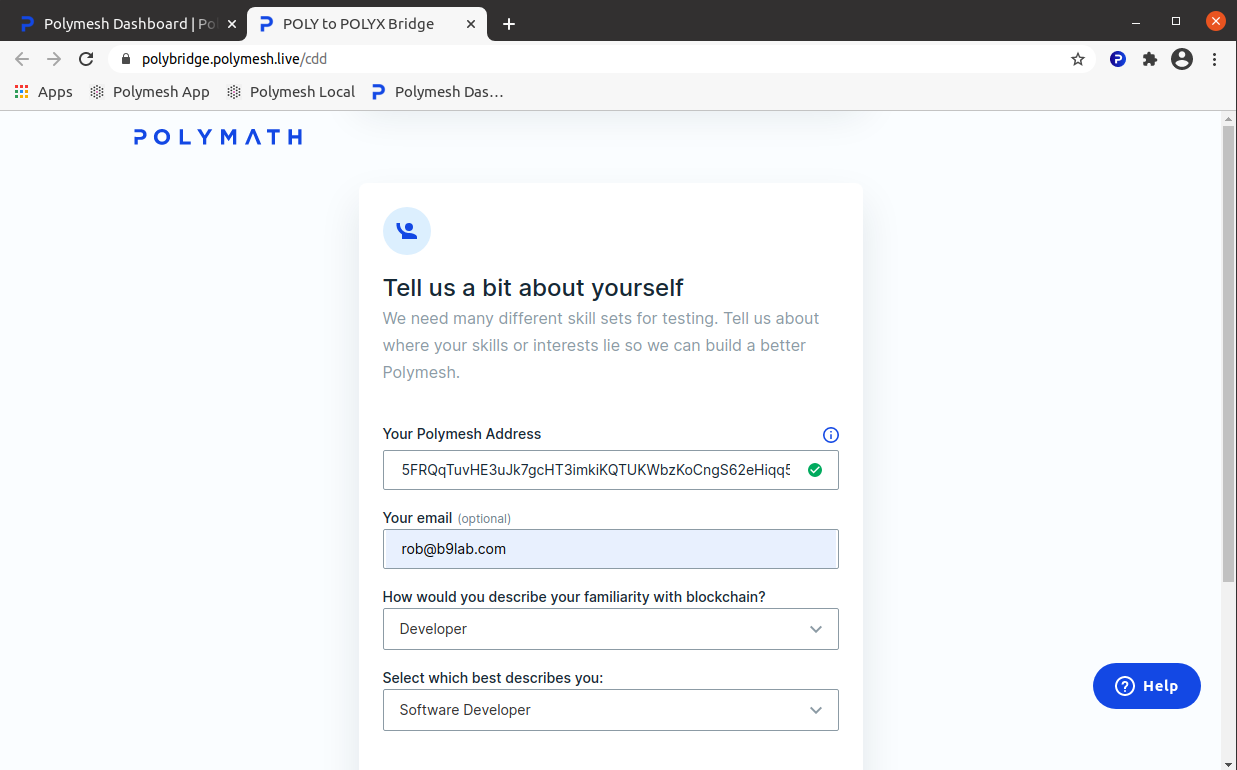 Polymesh Dashboard | Po
POLY to POLYX Bridge
polybridge.polymesh.live/cdd
Apps
Polymesh App
Polymesh Local
Polymesh Das...
POLYMATH
Tell us a bit about yourself
We need many different skill sets for testing. Tell us about
where your skills or interests lie so we can build a better
Polymesh.
Your Polymesh Address
5FRQqTuvHE3uJk7gcHT3imkiKQTUKWbzKoCngS62eHiqq5
Your email (optional)
rob@b9lab.com
How would you describe your familiarity with blockchain?
Developer
Select which best describes you:
Software Developer
Help